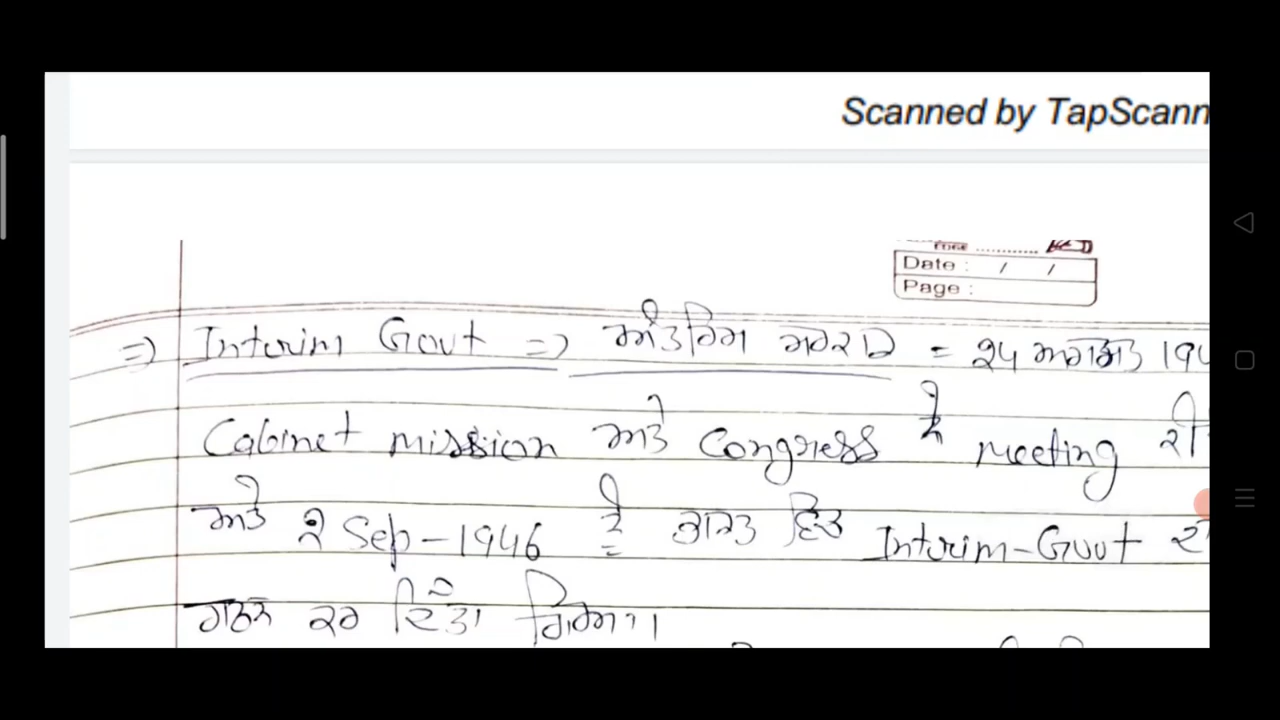 Scanned by TapScann
Date : / /
Page :
=> Interim Govt => ਅੰਤਰਿਮ ਸਰਕਾਰ = 24 ਅਗਸਤ 194
Cabinet mission ਅਤੇ Congress ਨੇ meeting ਕੀ
ਅਤੇ 2 Sep-1946 ਨੂੰ ਭਾਰਤ ਵਿੱਚ Interim-Govt ਦਾ
ਗਠਨ ਕਰ ਦਿੱਤਾ ਗਿਆ।